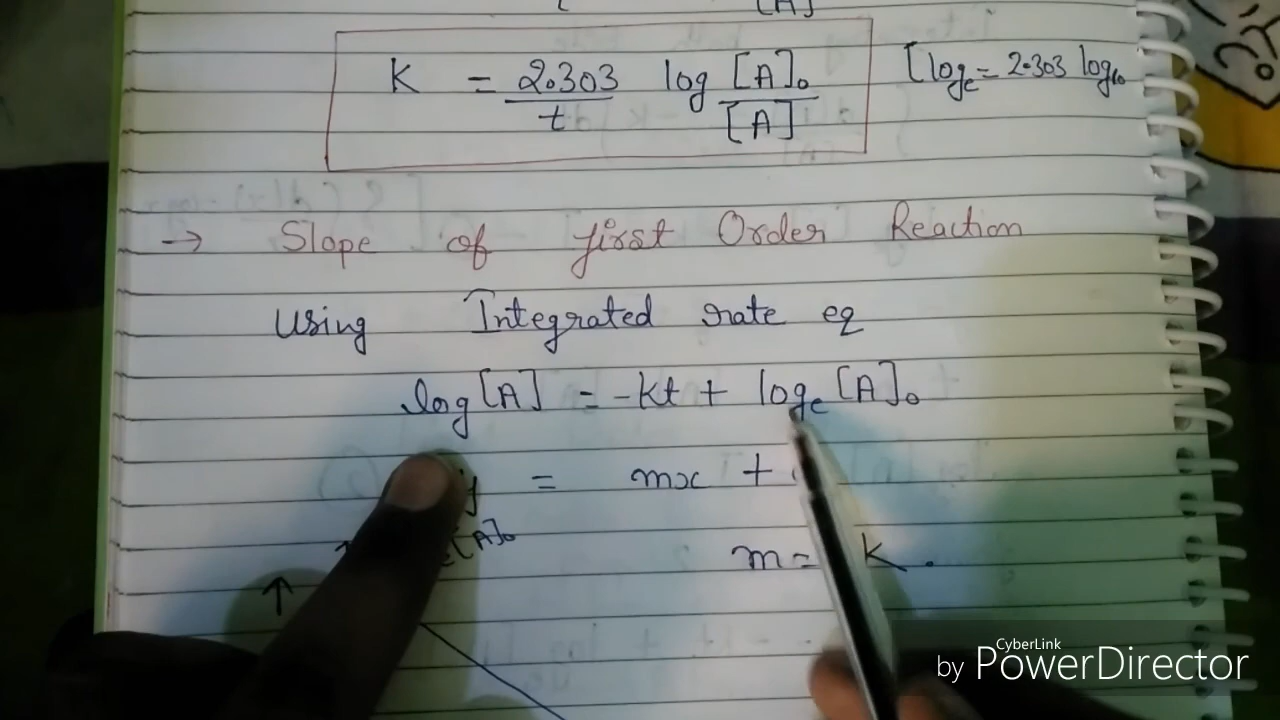 [A]
K = 2.303/t log [A]₀/[A] [logₑ = 2.303 log₁₀
→ Slope of first Order Reaction
Using Integrated rate eq
log[A] = -kt + logₑ[A]₀
y = mx +
[A]₀
m = K.
CyberLink
by PowerDirector